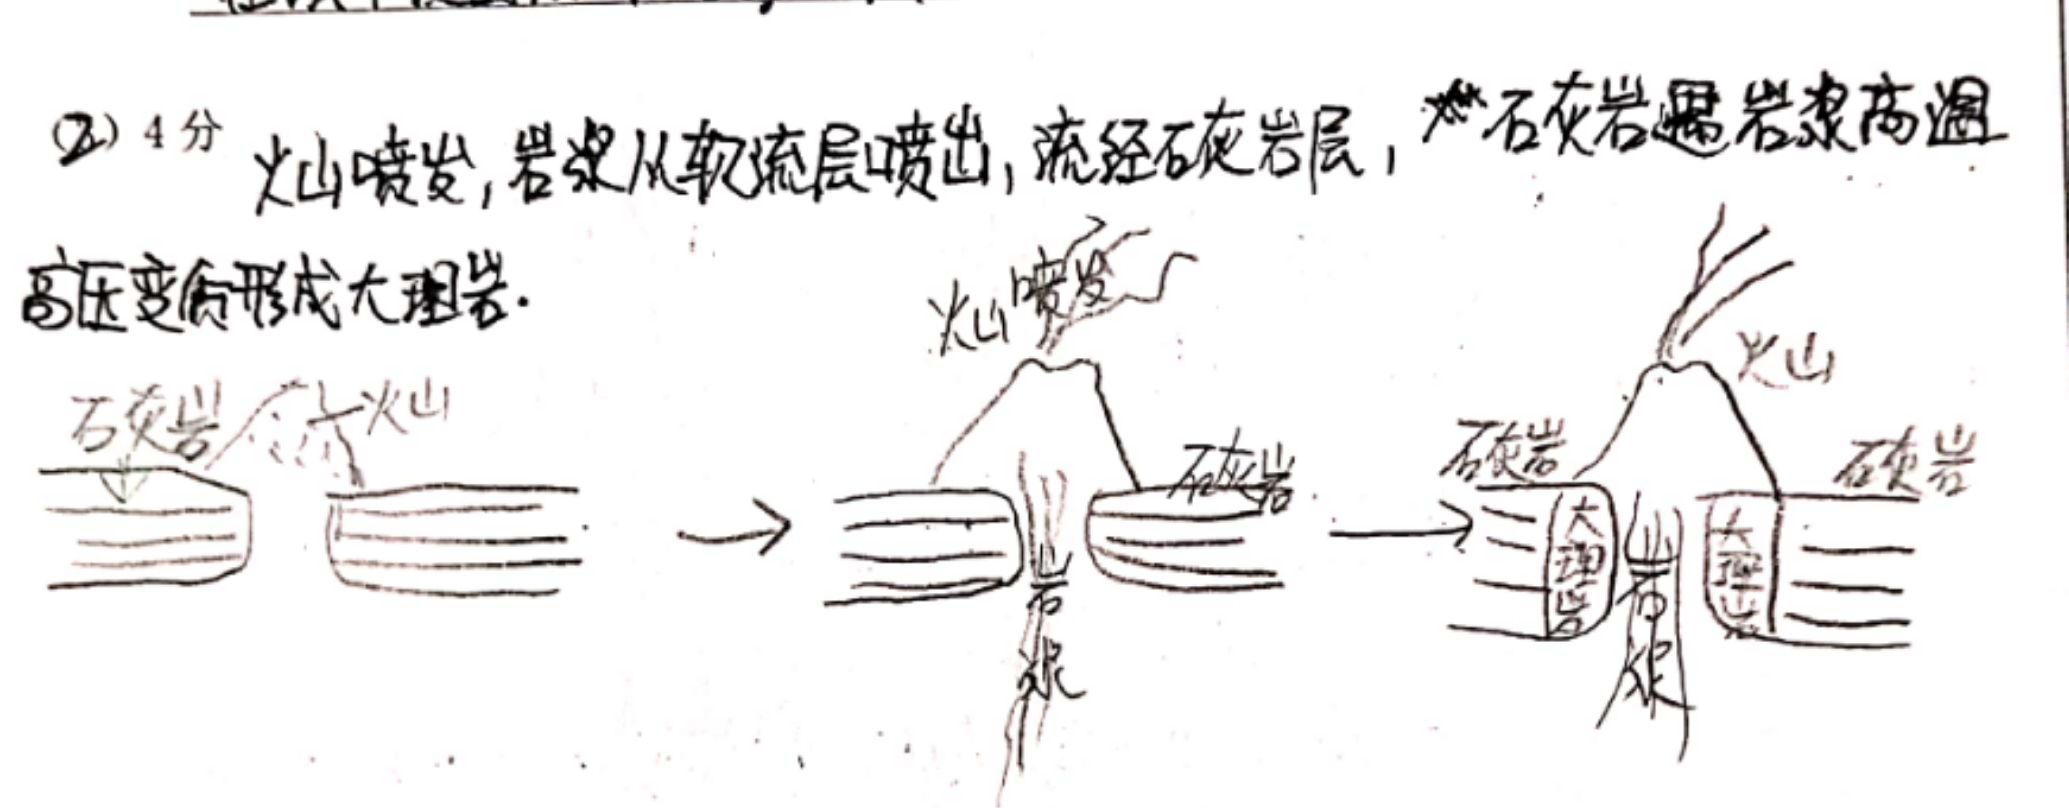 (2) 4分 火山喷发,岩浆从软流层喷出,流经石灰岩层,石灰岩遇岩浆高温
高压变质形成大理岩.
石灰岩 火山
火山喷发
石灰岩
岩浆
火山
石灰岩
石灰岩
大理岩
岩浆
大理岩